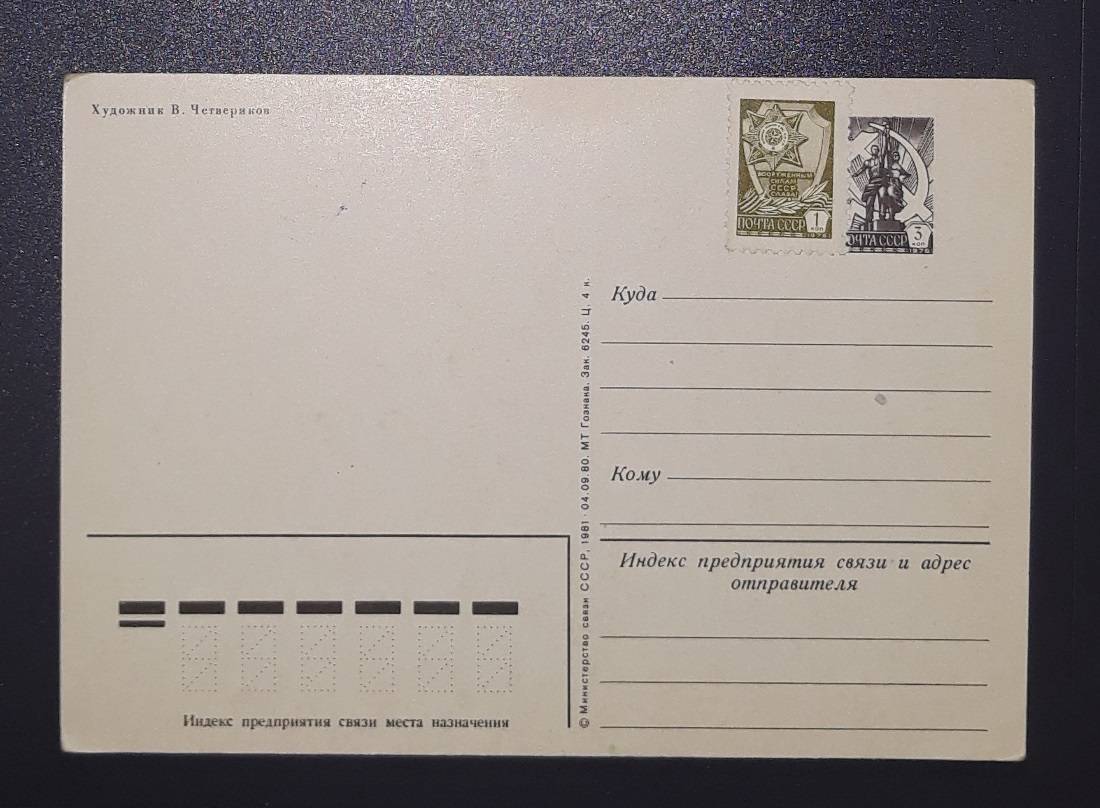 Художник В. Четвериков
ВООРУЖЕННЫМ
СИЛАМ
СССР
СЛАВА!
1
коп
ПОЧТА СССР
1976
3
коп
ПОЧТА СССР
1976
Куда
Кому
Индекс предприятия связи и адрес
отправителя
© Министерство связи СССР, 1981 · 04.09.80. МТ Гознака. Зак. 6245. Ц. 4 к.
Индекс предприятия связи места назначения